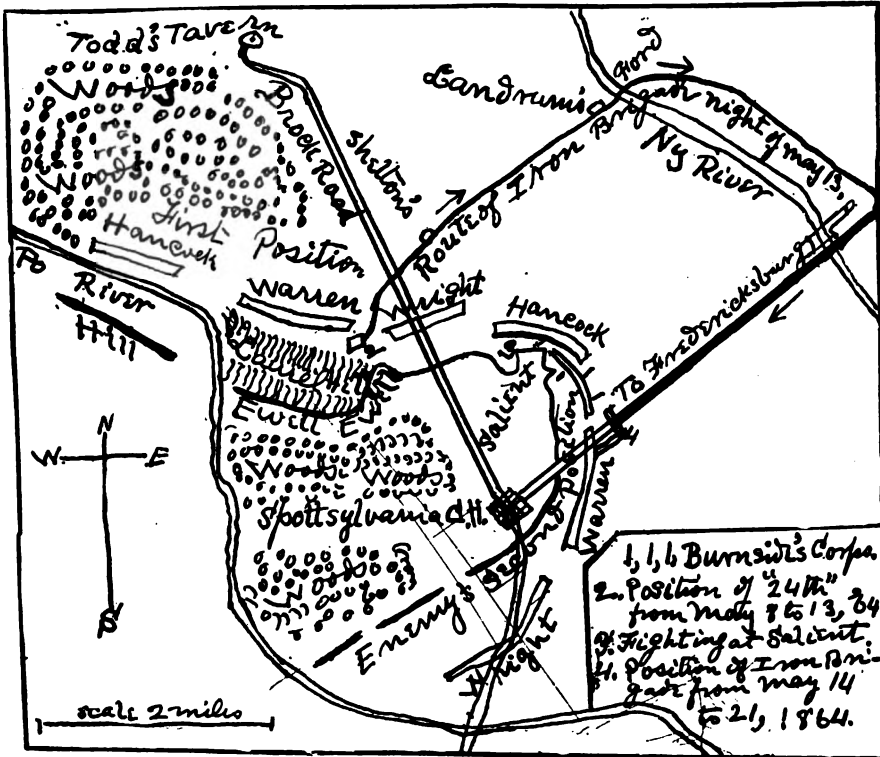 Todd's Tavern
Woods
Woods
Brock Road
Shelton's
Landrum's
Ford
Route of Iron Brigade night of May 13,
Ny River
First
Hancock
Position
Po
River
Warren
Wright
Hancock
Salient
To Fredericksburg
Ewell
N
W E
S
Woods Woods
Spottsylvania C.H.
Woods
Enemy's Second Position
Warren
Wright
scale 2 miles
1, 1, 1, Burnside's Corps.
2. Position of "24th"
from May 8 to 13, '64
3. Fighting at Salient.
4. Position of Iron Bri-
gade from May 14
to 21, 1864.